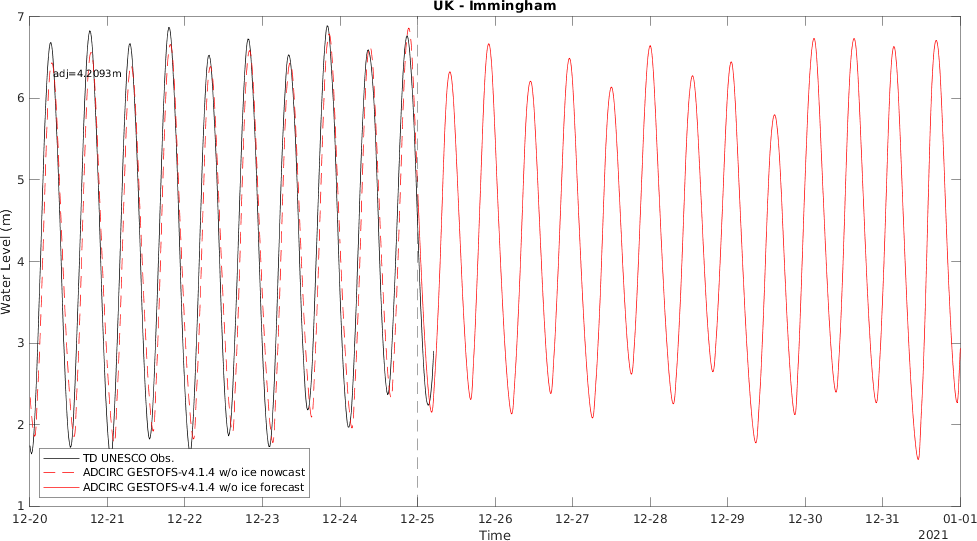 UK - Immingham
7
6
5
4
3
2
1
Water Level (m)
adj=4.2093m
TD UNESCO Obs.
ADCIRC GESTOFS-v4.1.4 w/o ice nowcast
ADCIRC GESTOFS-v4.1.4 w/o ice forecast
12-20 12-21 12-22 12-23 12-24 12-25 12-26 12-27 12-28 12-29 12-30 12-31 01-01
Time
2021